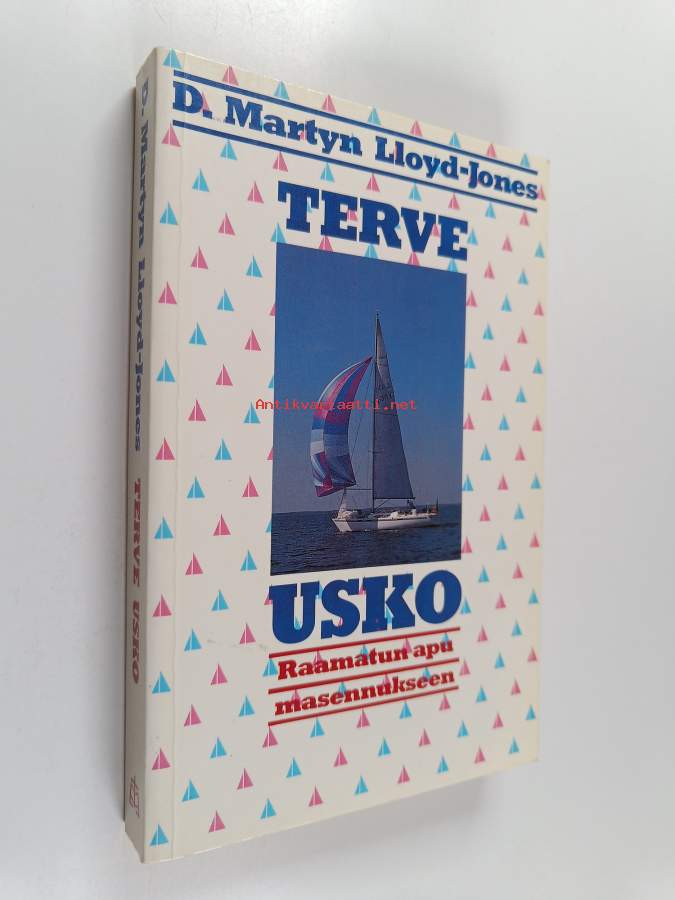 D. Martyn Lloyd-Jones
TERVE
Antikvariaatti.net
USKO
Raamatun apu
masennukseen
D. Martyn Lloyd-Jones TERVE USKO